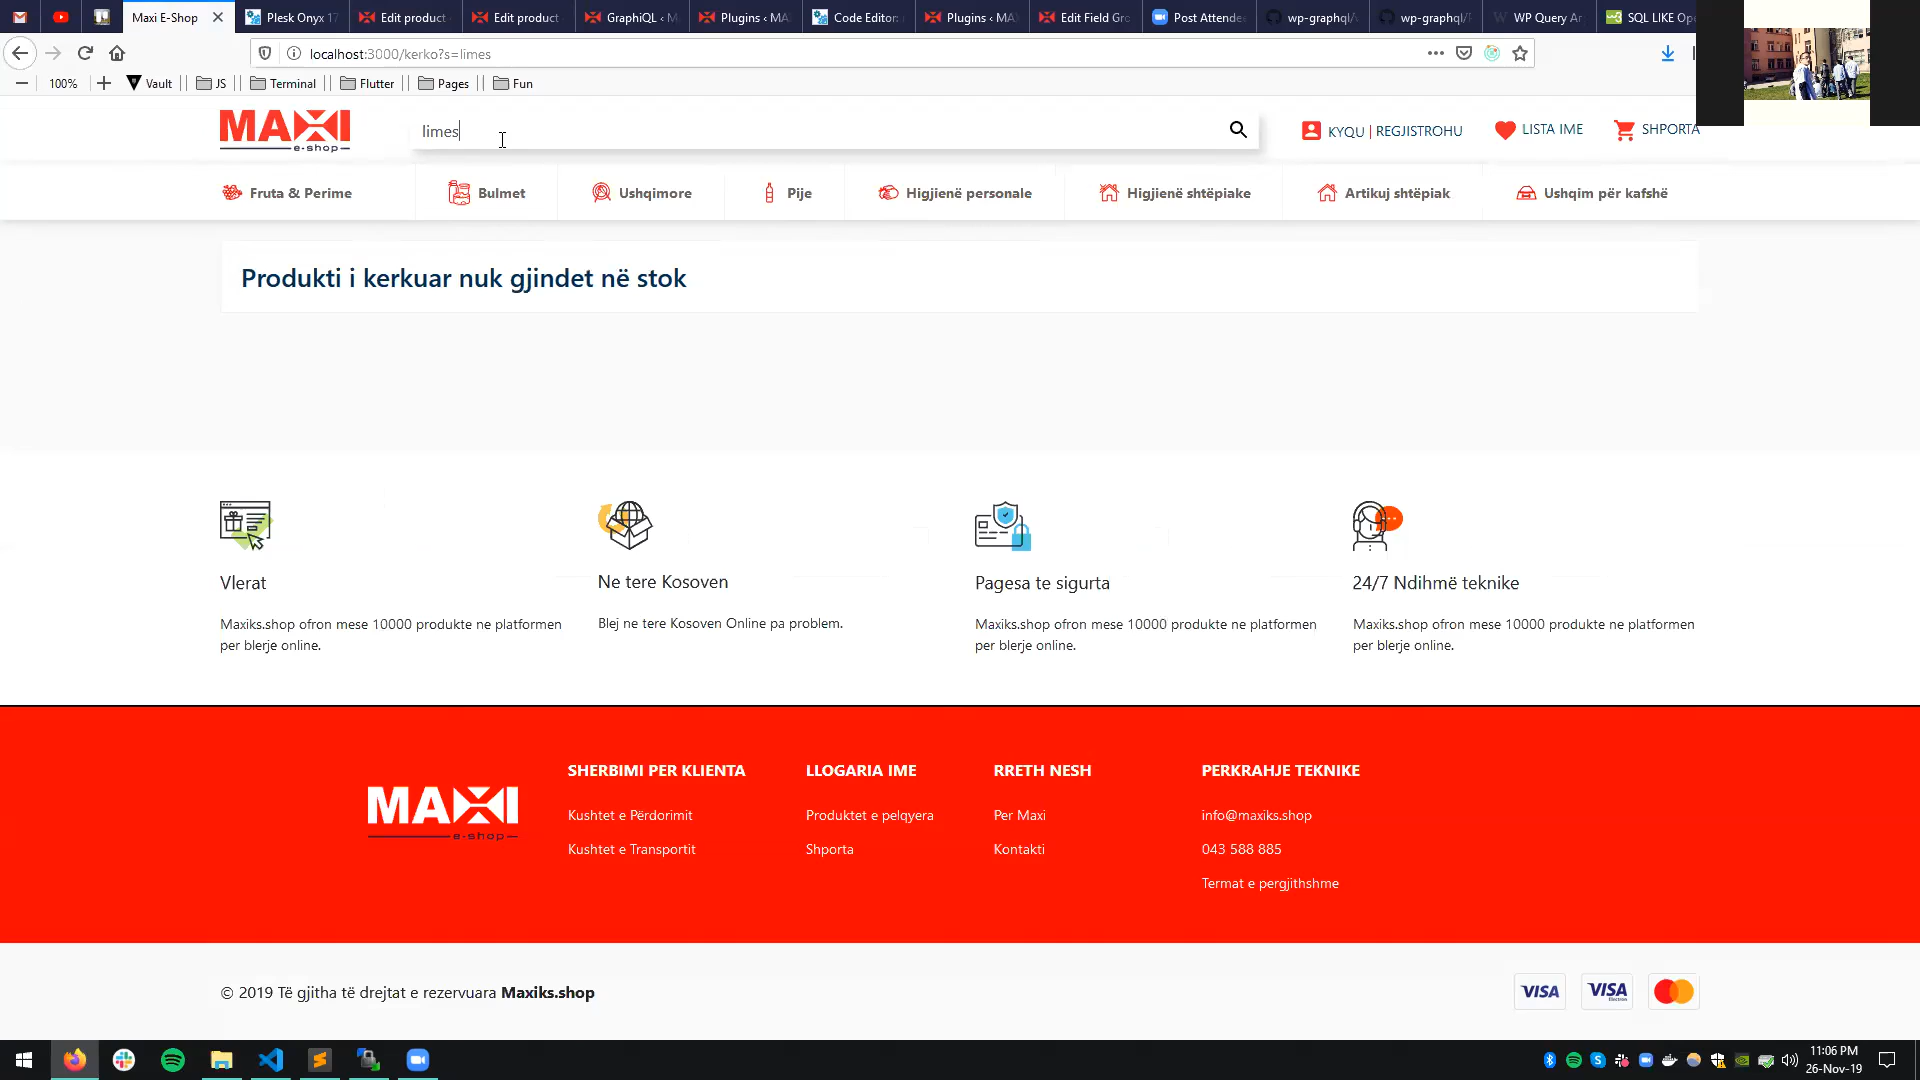 Maxi E-Shop
Plesk Onyx 17
Edit product
Edit product
GraphiQL ‹ M
Plugins ‹ MA
Code Editor:
Plugins ‹ MAX
Edit Field Gro
Post Attendee
wp-graphql/
wp-graphql/
WP Query Ar
SQL LIKE Ope
localhost:3000/kerko?s=limes
100%
Vault
JS
Terminal
Flutter
Pages
Fun
MAXI
e-shop
limes
KYQU | REGJISTROHU
LISTA IME
SHPORTA
Fruta & Perime
Bulmet
Ushqimore
Pije
Higjienë personale
Higjienë shtëpiake
Artikuj shtëpiak
Ushqim për kafshë
Produkti i kerkuar nuk gjindet në stok
Vlerat
Maxiks.shop ofron mese 10000 produkte ne platformen
per blerje online.
Ne tere Kosoven
Blej ne tere Kosoven Online pa problem.
Pagesa te sigurta
Maxiks.shop ofron mese 10000 produkte ne platformen
per blerje online.
24/7 Ndihmë teknike
Maxiks.shop ofron mese 10000 produkte ne platformen
per blerje online.
MAXI
e-shop
SHERBIMI PER KLIENTA
Kushtet e Përdorimit
Kushtet e Transportit
LLOGARIA IME
Produktet e pelqyera
Shporta
RRETH NESH
Per Maxi
Kontakti
PERKRAHJE TEKNIKE
info@maxiks.shop
043 588 885
Termat e pergjithshme
© 2019 Të gjitha të drejtat e rezervuara Maxiks.shop
VISA
VISA
Electron
11:06 PM
26-Nov-19